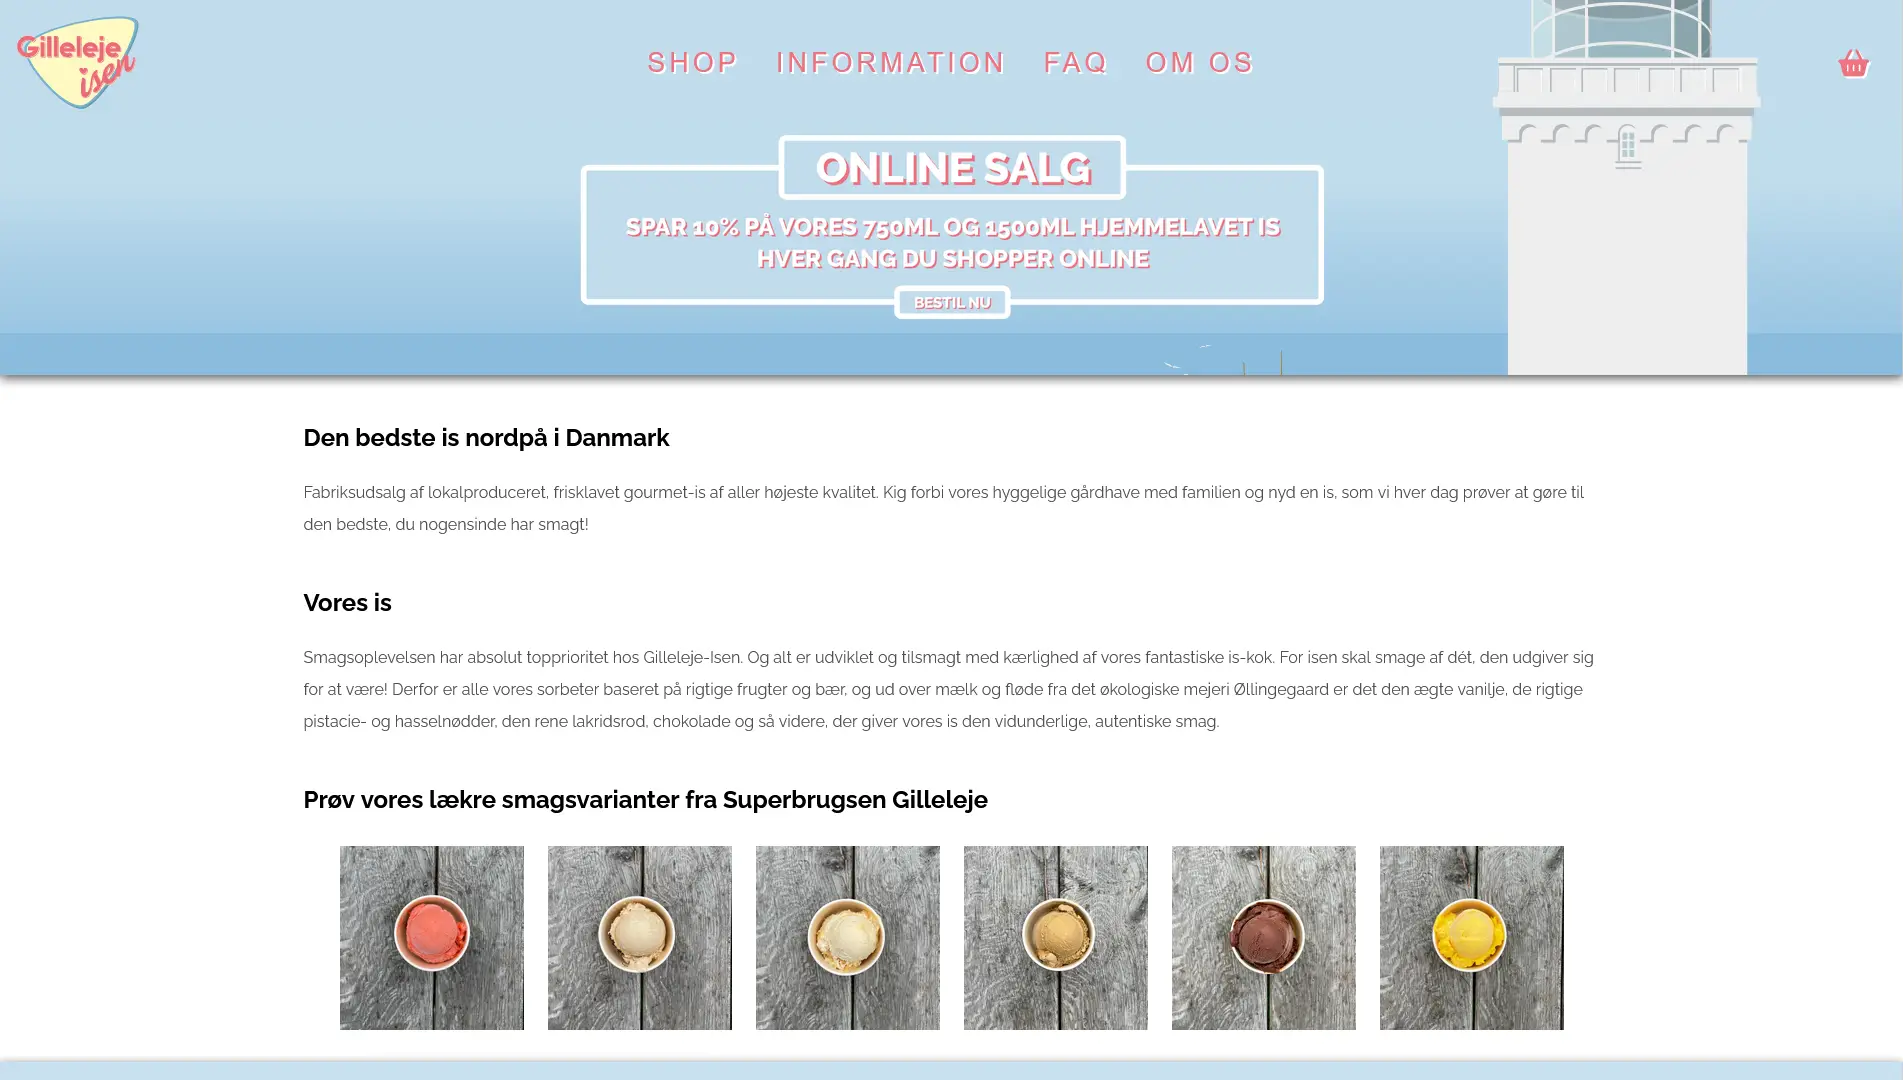 Gilleleje
isen
SHOP INFORMATION FAQ OM OS
ONLINE SALG
SPAR 10% PÅ VORES 750ML OG 1500ML HJEMMELAVET IS
HVER GANG DU SHOPPER ONLINE
BESTIL NU
Den bedste is nordpå i Danmark
Fabriksudsalg af lokalproduceret, frisklavet gourmet-is af aller højeste kvalitet. Kig forbi vores hyggelige gårdhave med familien og nyd en is, som vi hver dag prøver at gøre til
den bedste, du nogensinde har smagt!
Vores is
Smagsoplevelsen har absolut topprioritet hos Gilleleje-Isen. Og alt er udviklet og tilsmagt med kærlighed af vores fantastiske is-kok. For isen skal smage af dét, den udgiver sig
for at være! Derfor er alle vores sorbeter baseret på rigtige frugter og bær, og ud over mælk og fløde fra det økologiske mejeri Øllingegaard er det den ægte vanilje, de rigtige
pistacie- og hasselnødder, den rene lakridsrod, chokolade og så videre, der giver vores is den vidunderlige, autentiske smag.
Prøv vores lækre smagsvarianter fra Superbrugsen Gilleleje